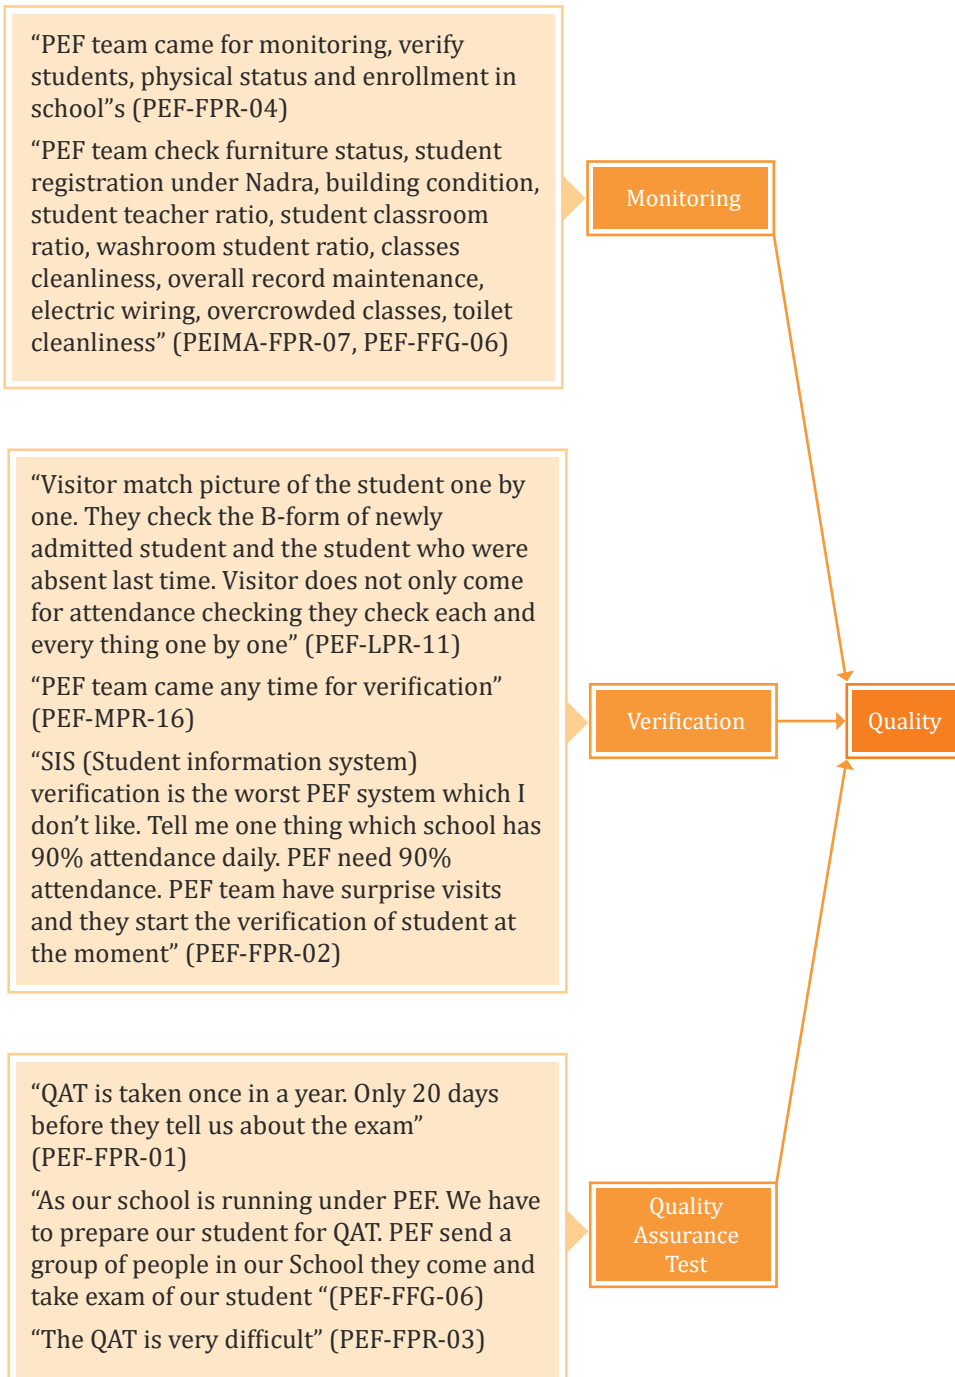 “PEF team came for monitoring, verify
students, physical status and enrollment in
school”s (PEF-FPR-04)
“PEF team check furniture status, student
registration under Nadra, building condition,
student teacher ratio, student classroom
ratio, washroom student ratio, classes
cleanliness, overall record maintenance,
electric wiring, overcrowded classes, toilet
cleanliness” (PEIMA-FPR-07, PEF-FFG-06)
Monitoring
“Visitor match picture of the student one by
one. They check the B-form of newly
admitted student and the student who were
absent last time. Visitor does not only come
for attendance checking they check each and
every thing one by one” (PEF-LPR-11)
“PEF team came any time for verification”
(PEF-MPR-16)
“SIS (Student information system)
verification is the worst PEF system which I
don’t like. Tell me one thing which school has
90% attendance daily. PEF need 90%
attendance. PEF team have surprise visits
and they start the verification of student at
the moment” (PEF-FPR-02)
Verification
Quality
“QAT is taken once in a year. Only 20 days
before they tell us about the exam”
(PEF-FPR-01)
“As our school is running under PEF. We have
to prepare our student for QAT. PEF send a
group of people in our School they come and
take exam of our student “(PEF-FFG-06)
“The QAT is very difficult” (PEF-FPR-03)
Quality
Assurance
Test